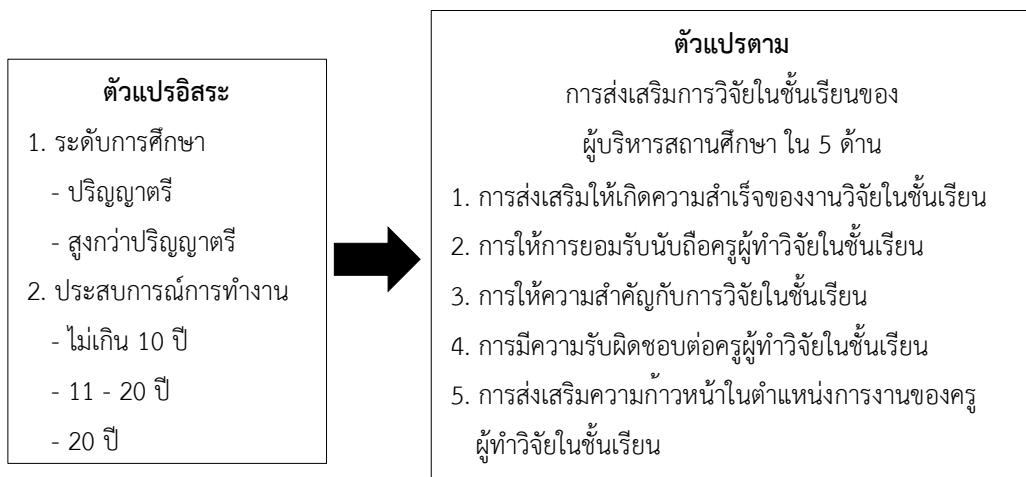 ตัวแปรอิสระ
1. ระดับการศึกษา
- ปริญญาตรี
- สูงกว่าปริญญาตรี
2. ประสบการณ์การทำงาน
- ไม่เกิน 10 ปี
- 11 - 20 ปี
- 20 ปี
ตัวแปรตาม
การส่งเสริมการวิจัยในชั้นเรียนของ
ผู้บริหารสถานศึกษา ใน 5 ด้าน
1. การส่งเสริมให้เกิดความสำเร็จของงานวิจัยในชั้นเรียน
2. การให้การยอมรับนับถือครูผู้ทำวิจัยในชั้นเรียน
3. การให้ความสำคัญกับการวิจัยในชั้นเรียน
4. การมีความรับผิดชอบต่อครูผู้ทำวิจัยในชั้นเรียน
5. การส่งเสริมความก้าวหน้าในตำแหน่งการงานของครู
ผู้ทำวิจัยในชั้นเรียน